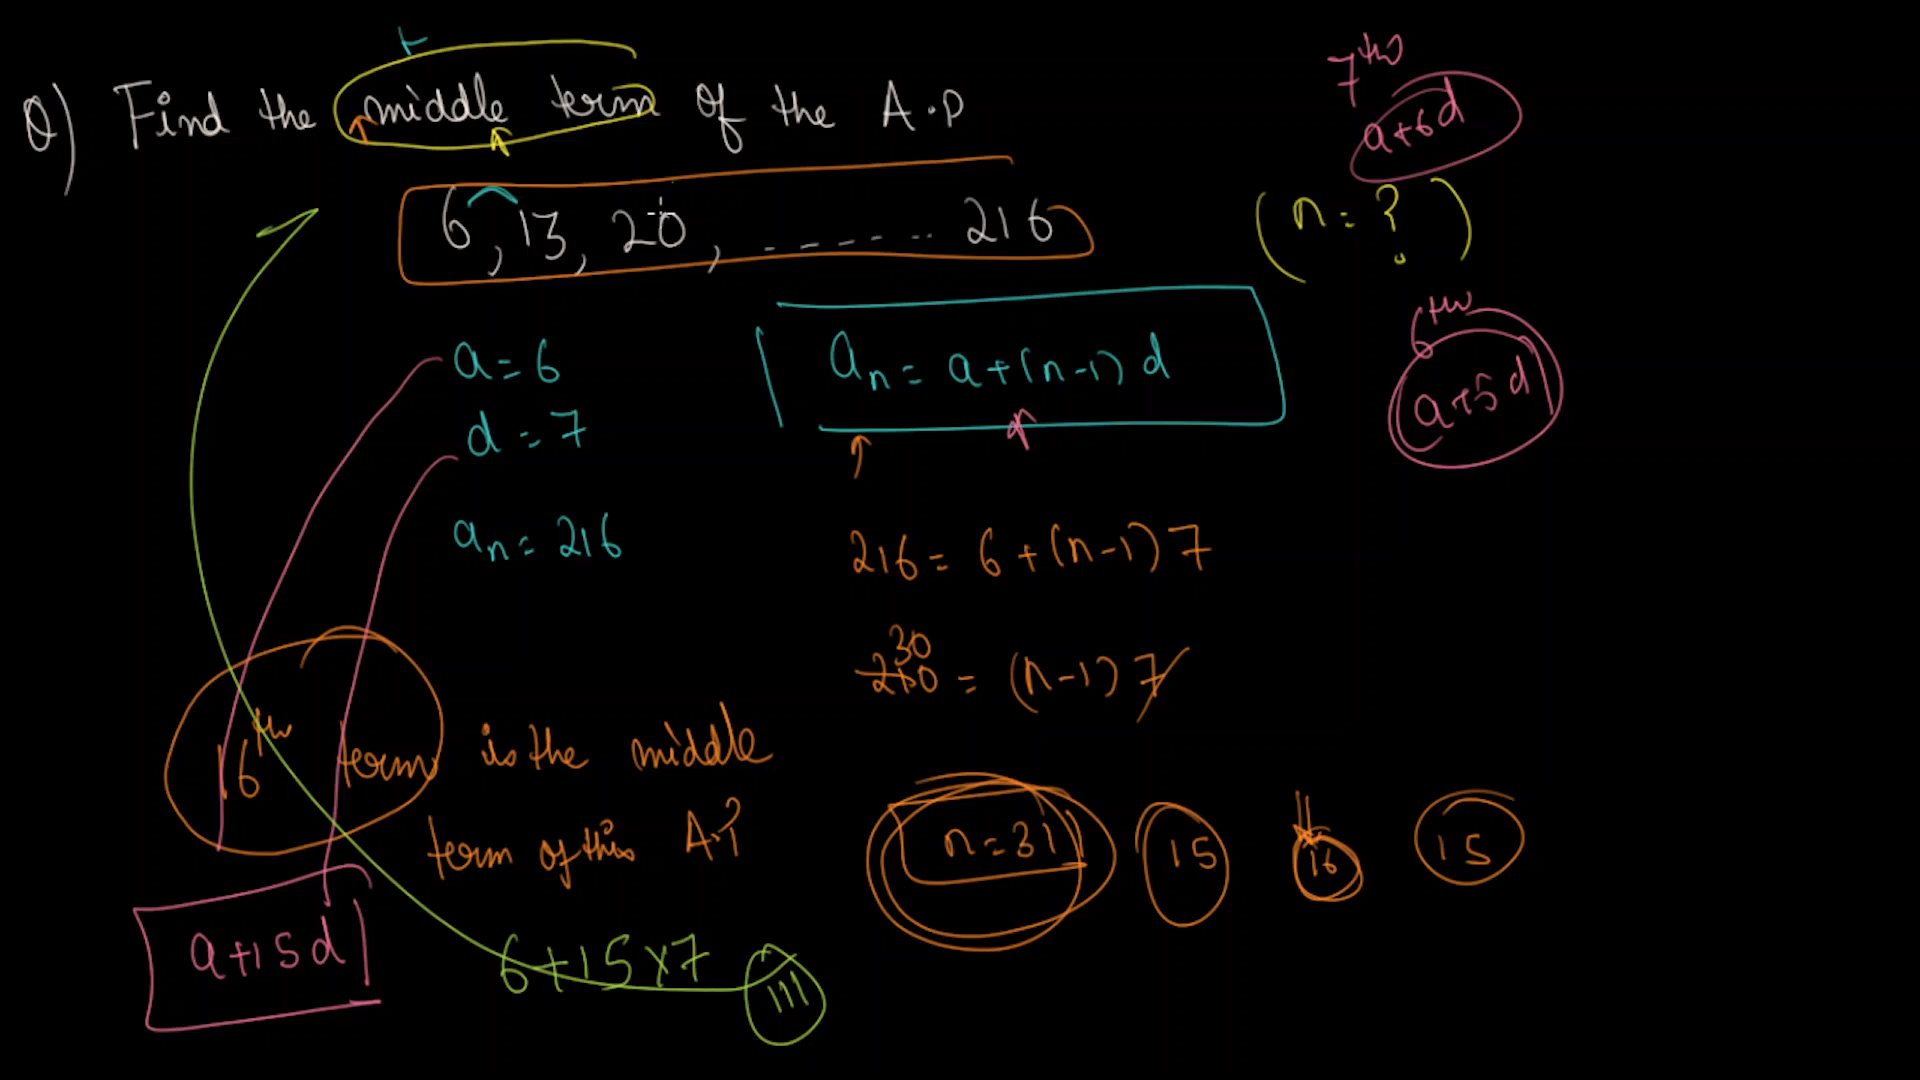 Q) Find the middle term of the A.P
6, 13, 20, ------- 216
7th
a+6d
(n = ?)
6th
a+5d
a = 6
d = 7
an = 216
an = a+(n-1)d
216 = 6 + (n-1)7
30
210 = (n-1)7
n = 31
15
16
15
16th term is the middle
term of this A.P
a+15d
6+15x7
111